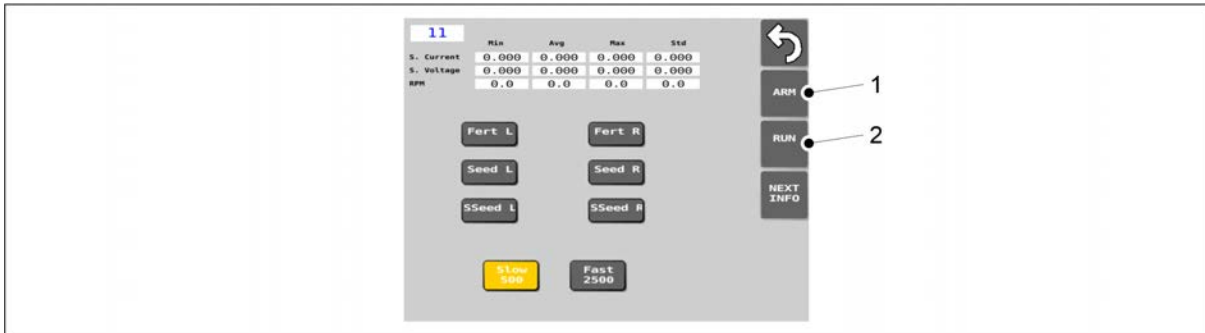 11
Min Avg Max Std
S. Current 0.000 0.000 0.000 0.000
S. Voltage 0.000 0.000 0.000 0.000
RPM 0.0 0.0 0.0 0.0
ARM 1
RUN 2
NEXT
INFO
Fert L Fert R
Seed L Seed R
SSeed L SSeed R
Slow Fast
500 2500